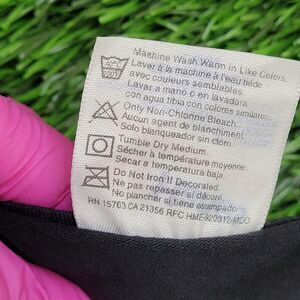 Machine Wash Warm in Like Colors.
Laver à la machine à l'eau tiède
avec couleurs semblables
Lavar a mano o en lavadora
con agua tibia con colores similares.
Only Non-Chlorine Bleach.
Aucun agent de blanchiment.
Solo blanqueador sin cloro.
Tumble Dry Medium.
Sécher à température moyenne.
Secar a temperatura baja.
Do Not Iron if Decorated.
Ne pas repasser si décoré.
No planchar si tiene estampado.
RN 15763 CA 21356 RFC HME-920312-MDD